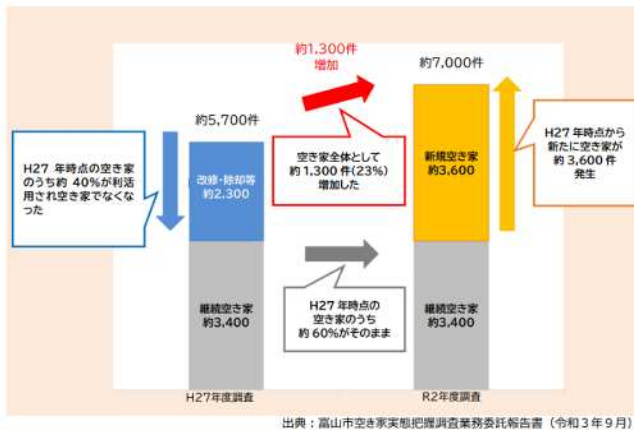 約1,300件
増加
約7,000件
約5,700件
H27 年時点の空き家
のうち約 40%が利活
用され空き家でなくな
った
改修・除却等
約2,300
空き家全体として
約 1,300 件(23%)
増加した
新規空き家
約3,600
H27 年時点から
新たに空き家が
約 3,600 件
発生
継続空き家
約3,400
H27 年時点の
空き家のうち
約 60%がそのまま
継続空き家
約3,400
H27年度調査
R2年度調査
出典：富山市空き家実態把握調査業務委託報告書（令和３年９月）